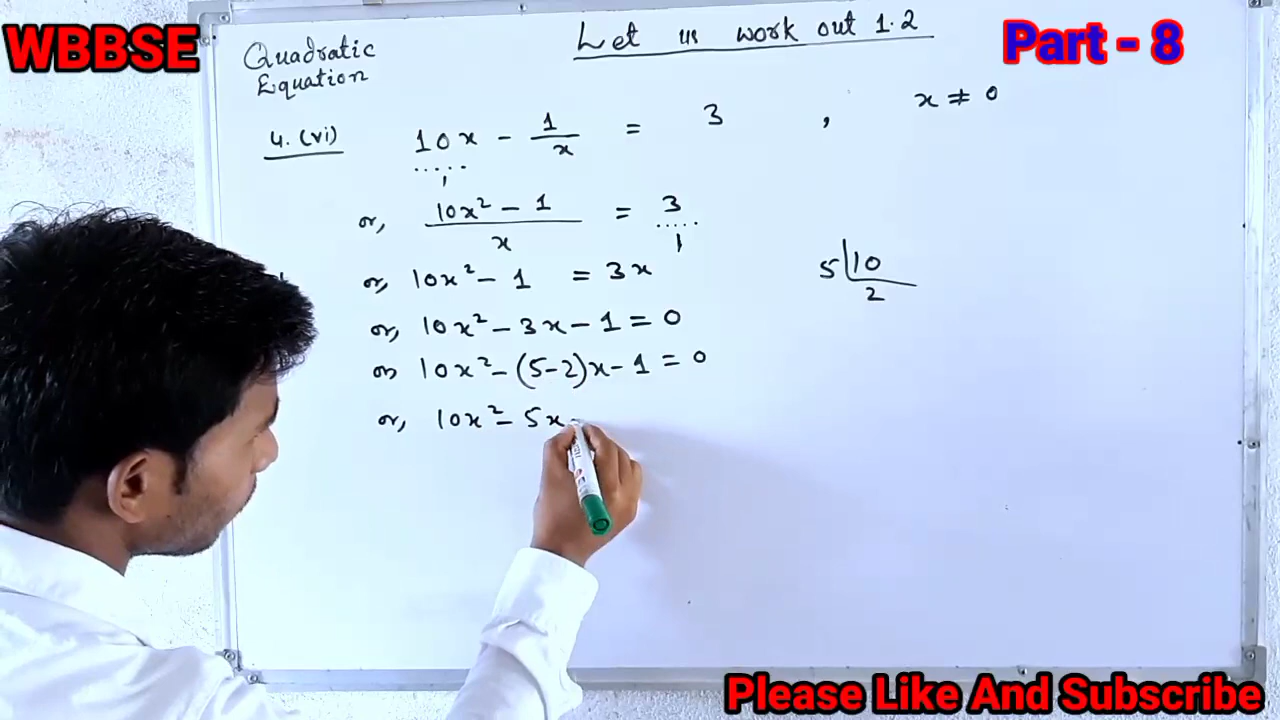 WBBSE
Quadratic
Equation
Let us work out 1.2
Part - 8
4. (vi) 10x - 1/x = 3 , x ≠ 0
1
or, 10x² - 1 / x = 3
1
or, 10x² - 1 = 3x
5|10
2
or, 10x² - 3x - 1 = 0
or 10x² - (5-2)x - 1 = 0
or, 10x² - 5x
Please Like And Subscribe